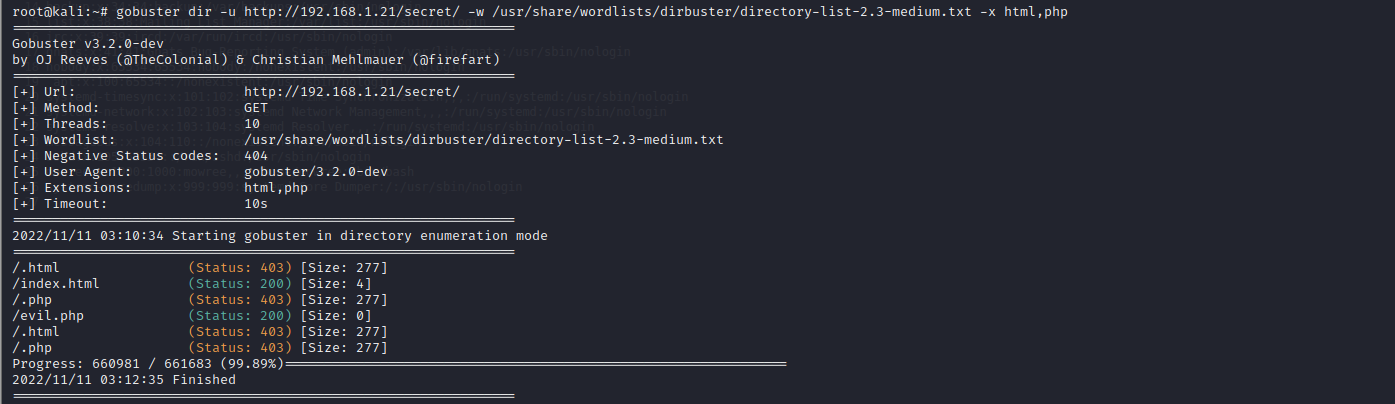 root@kali:~# gobuster dir -u http://192.168.1.21/secret/ -w /usr/share/wordlists/dirbuster/directory-list-2.3-medium.txt -x html,php
===============================================================
Gobuster v3.2.0-dev
by OJ Reeves (@TheColonial) & Christian Mehlmauer (@firefart)
===============================================================
[+] Url:                     http://192.168.1.21/secret/
[+] Method:                  GET
[+] Threads:                 10
[+] Wordlist:                /usr/share/wordlists/dirbuster/directory-list-2.3-medium.txt
[+] Negative Status codes:   404
[+] User Agent:              gobuster/3.2.0-dev
[+] Extensions:              html,php
[+] Timeout:                 10s
===============================================================
2022/11/11 03:10:34 Starting gobuster in directory enumeration mode
===============================================================
/.html                (Status: 403) [Size: 277]
/index.html           (Status: 200) [Size: 4]
/.php                 (Status: 403) [Size: 277]
/evil.php             (Status: 200) [Size: 0]
/.html                (Status: 403) [Size: 277]
/.php                 (Status: 403) [Size: 277]
Progress: 660981 / 661683 (99.89%)===============================================================
2022/11/11 03:12:35 Finished
===============================================================